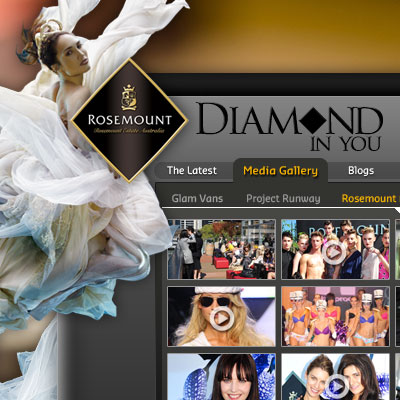 ROSEMOUNT
Rosemount Estate Australia
DIAMOND
IN YOU
The Latest
Media Gallery
Blogs
Glam Vans
Project Runway
Rosemount